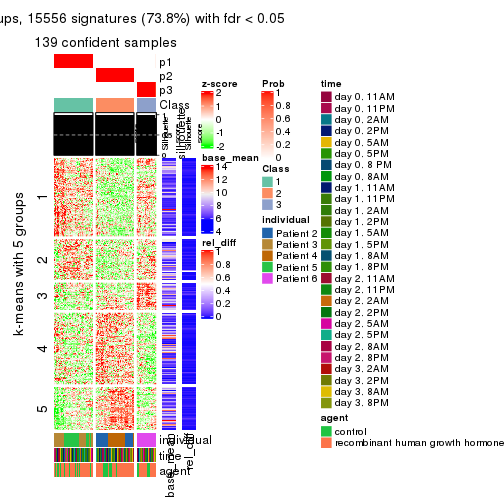 ups, 15556 signatures (73.8%) with fdr < 0.05
139 confident samples
p1
p2
p3
Class
silhouette
k-means with 5 groups
1
2
3
4
5
individual
time
agent
base_mean
rel_diff
z-score
2
1
0
-1
-2
base_mean
14
12
10
8
6
4
rel_diff
1
0.8
0.6
0.4
0.2
0
Prob
1
0.8
0.6
0.4
0.2
0
Class
1
2
3
individual
Patient 2
Patient 3
Patient 4
Patient 5
Patient 6
time
day 0. 11AM
day 0. 11PM
day 0. 2AM
day 0. 2PM
day 0. 5AM
day 0. 5PM
day 0. 8 PM
day 0. 8AM
day 1. 11AM
day 1. 11PM
day 1. 2AM
day 1. 2PM
day 1. 5AM
day 1. 5PM
day 1. 8AM
day 1. 8PM
day 2. 11AM
day 2. 11PM
day 2. 2AM
day 2. 2PM
day 2. 5AM
day 2. 5PM
day 2. 8AM
day 2. 8PM
day 3. 2AM
day 3. 2PM
day 3. 8AM
day 3. 8PM
agent
control
recombinant human growth hormone